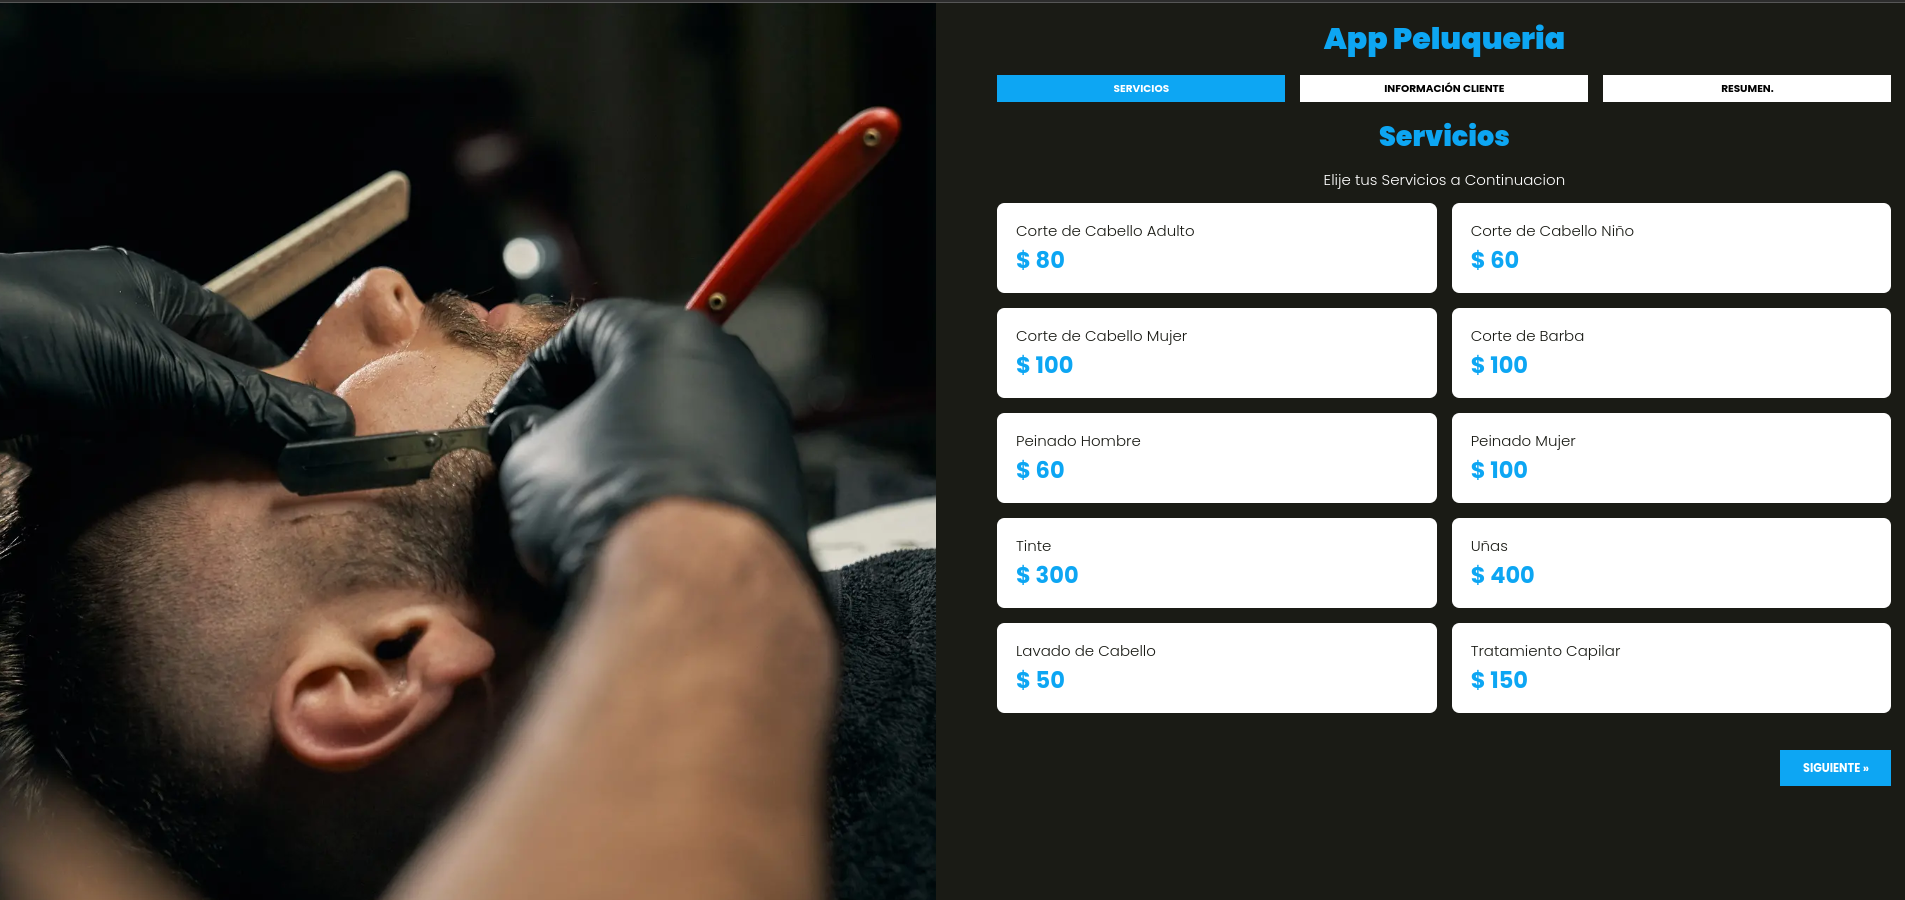 App Peluqueria
SERVICIOS
INFORMACIÓN CLIENTE
RESUMEN.
Servicios
Elije tus Servicios a Continuacion
Corte de Cabello Adulto
$ 80
Corte de Cabello Niño
$ 60
Corte de Cabello Mujer
$ 100
Corte de Barba
$ 100
Peinado Hombre
$ 60
Peinado Mujer
$ 100
Tinte
$ 300
Uñas
$ 400
Lavado de Cabello
$ 50
Tratamiento Capilar
$ 150
SIGUIENTE »